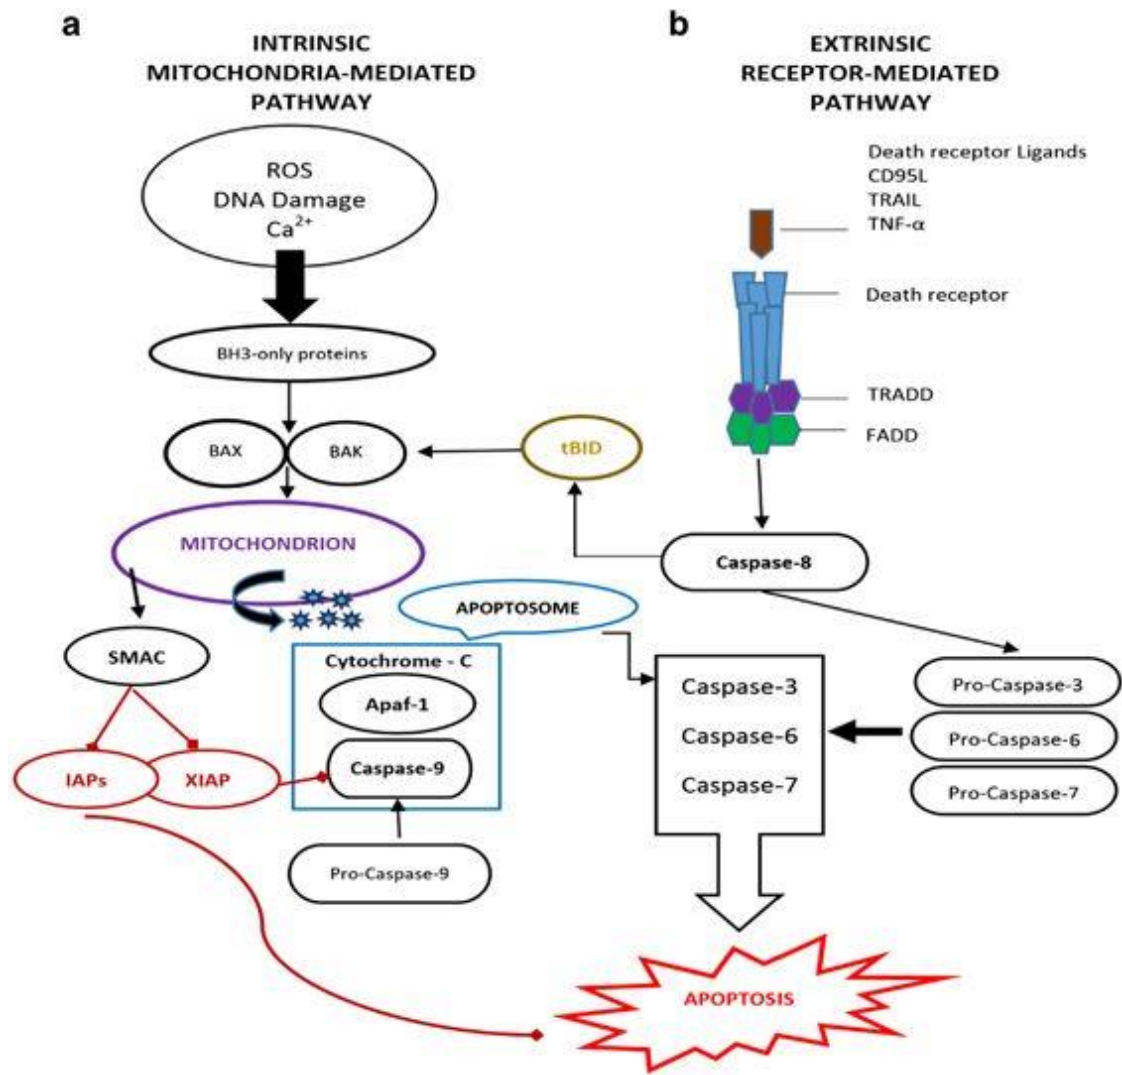 a
INTRINSIC
MITOCHONDRIA-MEDIATED
PATHWAY
ROS
DNA Damage
Ca²⁺
BH3-only proteins
BAX
BAK
tBID
MITOCHONDRION
SMAC
APOPTOSOME
Cytochrome - C
Apaf-1
Caspase-9
IAPs
XIAP
Pro-Caspase-9
b
EXTRINSIC
RECEPTOR-MEDIATED
PATHWAY
Death receptor Ligands
CD95L
TRAIL
TNF-α
Death receptor
TRADD
FADD
Caspase-8
Pro-Caspase-3
Pro-Caspase-6
Pro-Caspase-7
Caspase-3
Caspase-6
Caspase-7
APOPTOSIS